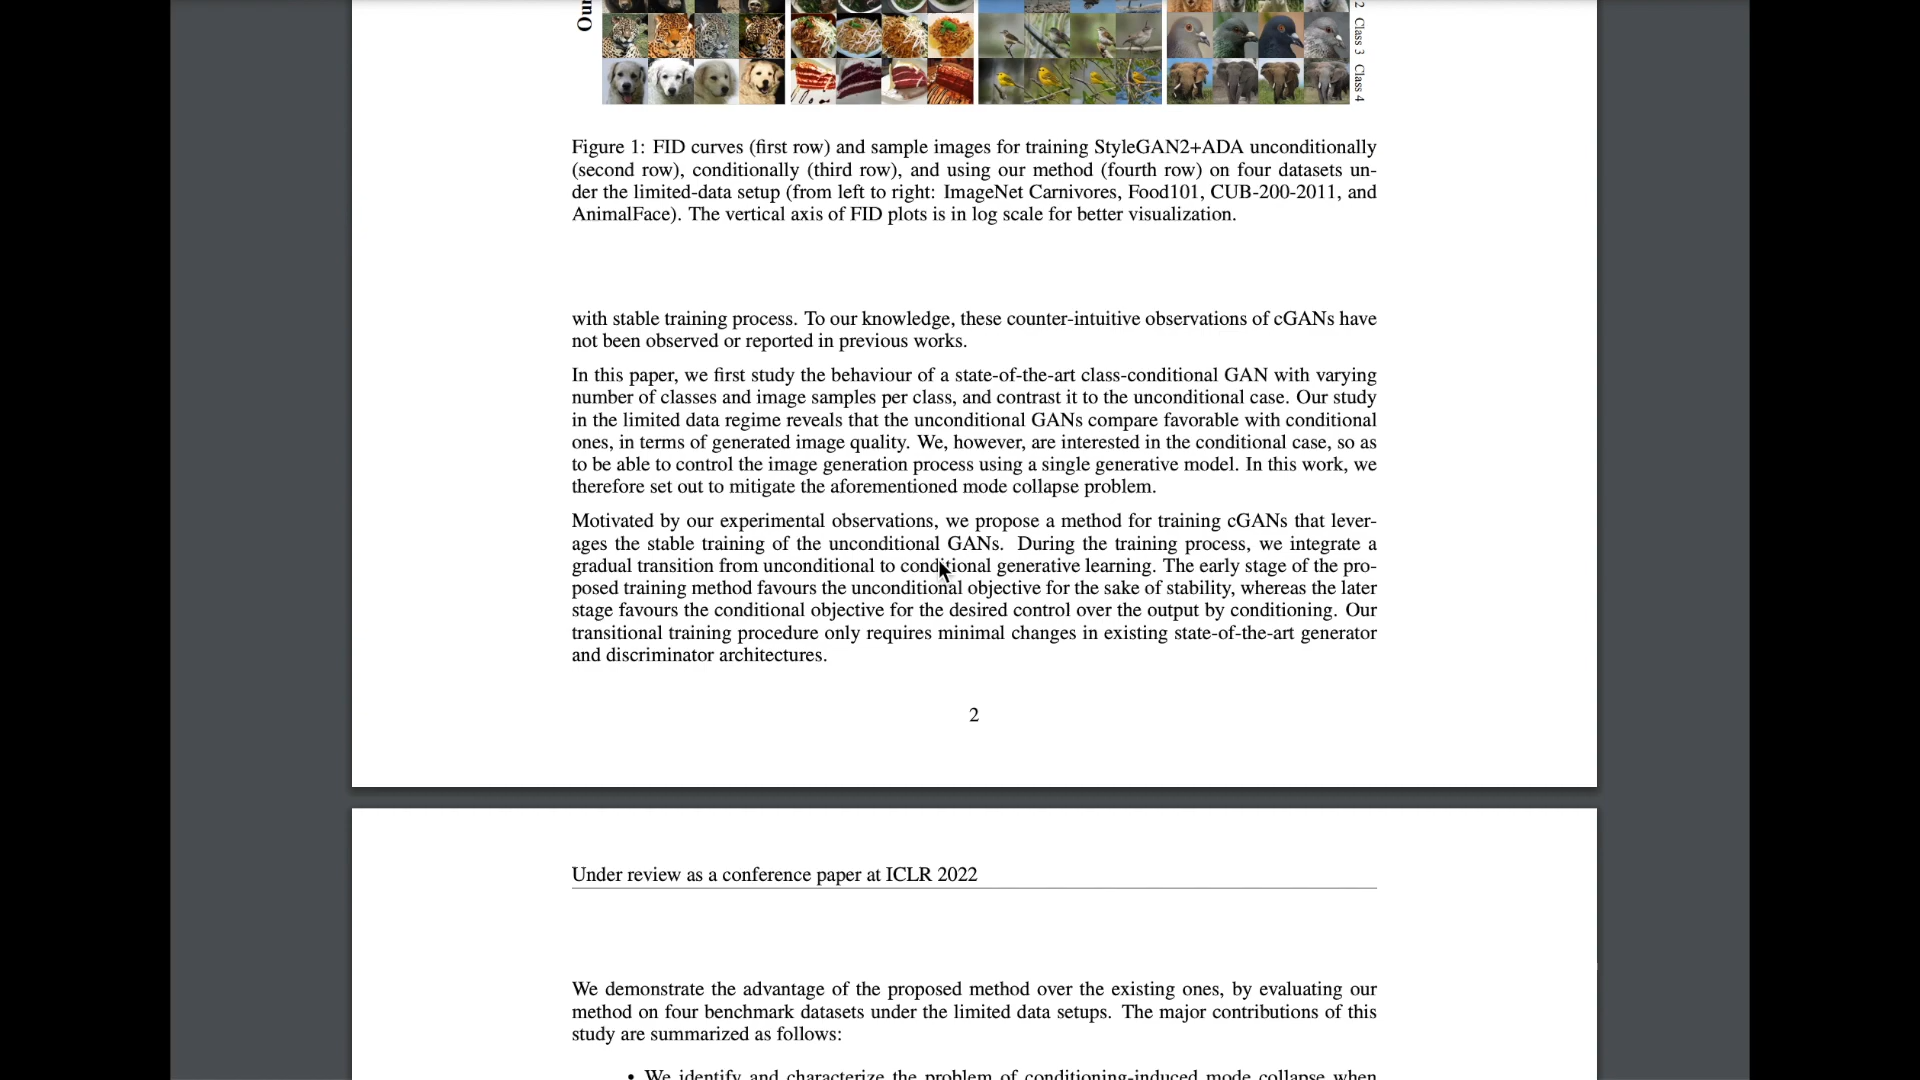 Ou
2 Class 3 Class 4
Figure 1: FID curves (first row) and sample images for training StyleGAN2+ADA unconditionally
(second row), conditionally (third row), and using our method (fourth row) on four datasets un-
der the limited-data setup (from left to right: ImageNet Carnivores, Food101, CUB-200-2011, and
AnimalFace). The vertical axis of FID plots is in log scale for better visualization.
with stable training process. To our knowledge, these counter-intuitive observations of cGANs have
not been observed or reported in previous works.
In this paper, we first study the behaviour of a state-of-the-art class-conditional GAN with varying
number of classes and image samples per class, and contrast it to the unconditional case. Our study
in the limited data regime reveals that the unconditional GANs compare favorable with conditional
ones, in terms of generated image quality. We, however, are interested in the conditional case, so as
to be able to control the image generation process using a single generative model. In this work, we
therefore set out to mitigate the aforementioned mode collapse problem.
Motivated by our experimental observations, we propose a method for training cGANs that lever-
ages the stable training of the unconditional GANs. During the training process, we integrate a
gradual transition from unconditional to conditional generative learning. The early stage of the pro-
posed training method favours the unconditional objective for the sake of stability, whereas the later
stage favours the conditional objective for the desired control over the output by conditioning. Our
transitional training procedure only requires minimal changes in existing state-of-the-art generator
and discriminator architectures.
2
Under review as a conference paper at ICLR 2022
We demonstrate the advantage of the proposed method over the existing ones, by evaluating our
method on four benchmark datasets under the limited data setups. The major contributions of this
study are summarized as follows:
• We identify and characterize the problem of conditioning-induced mode collapse when